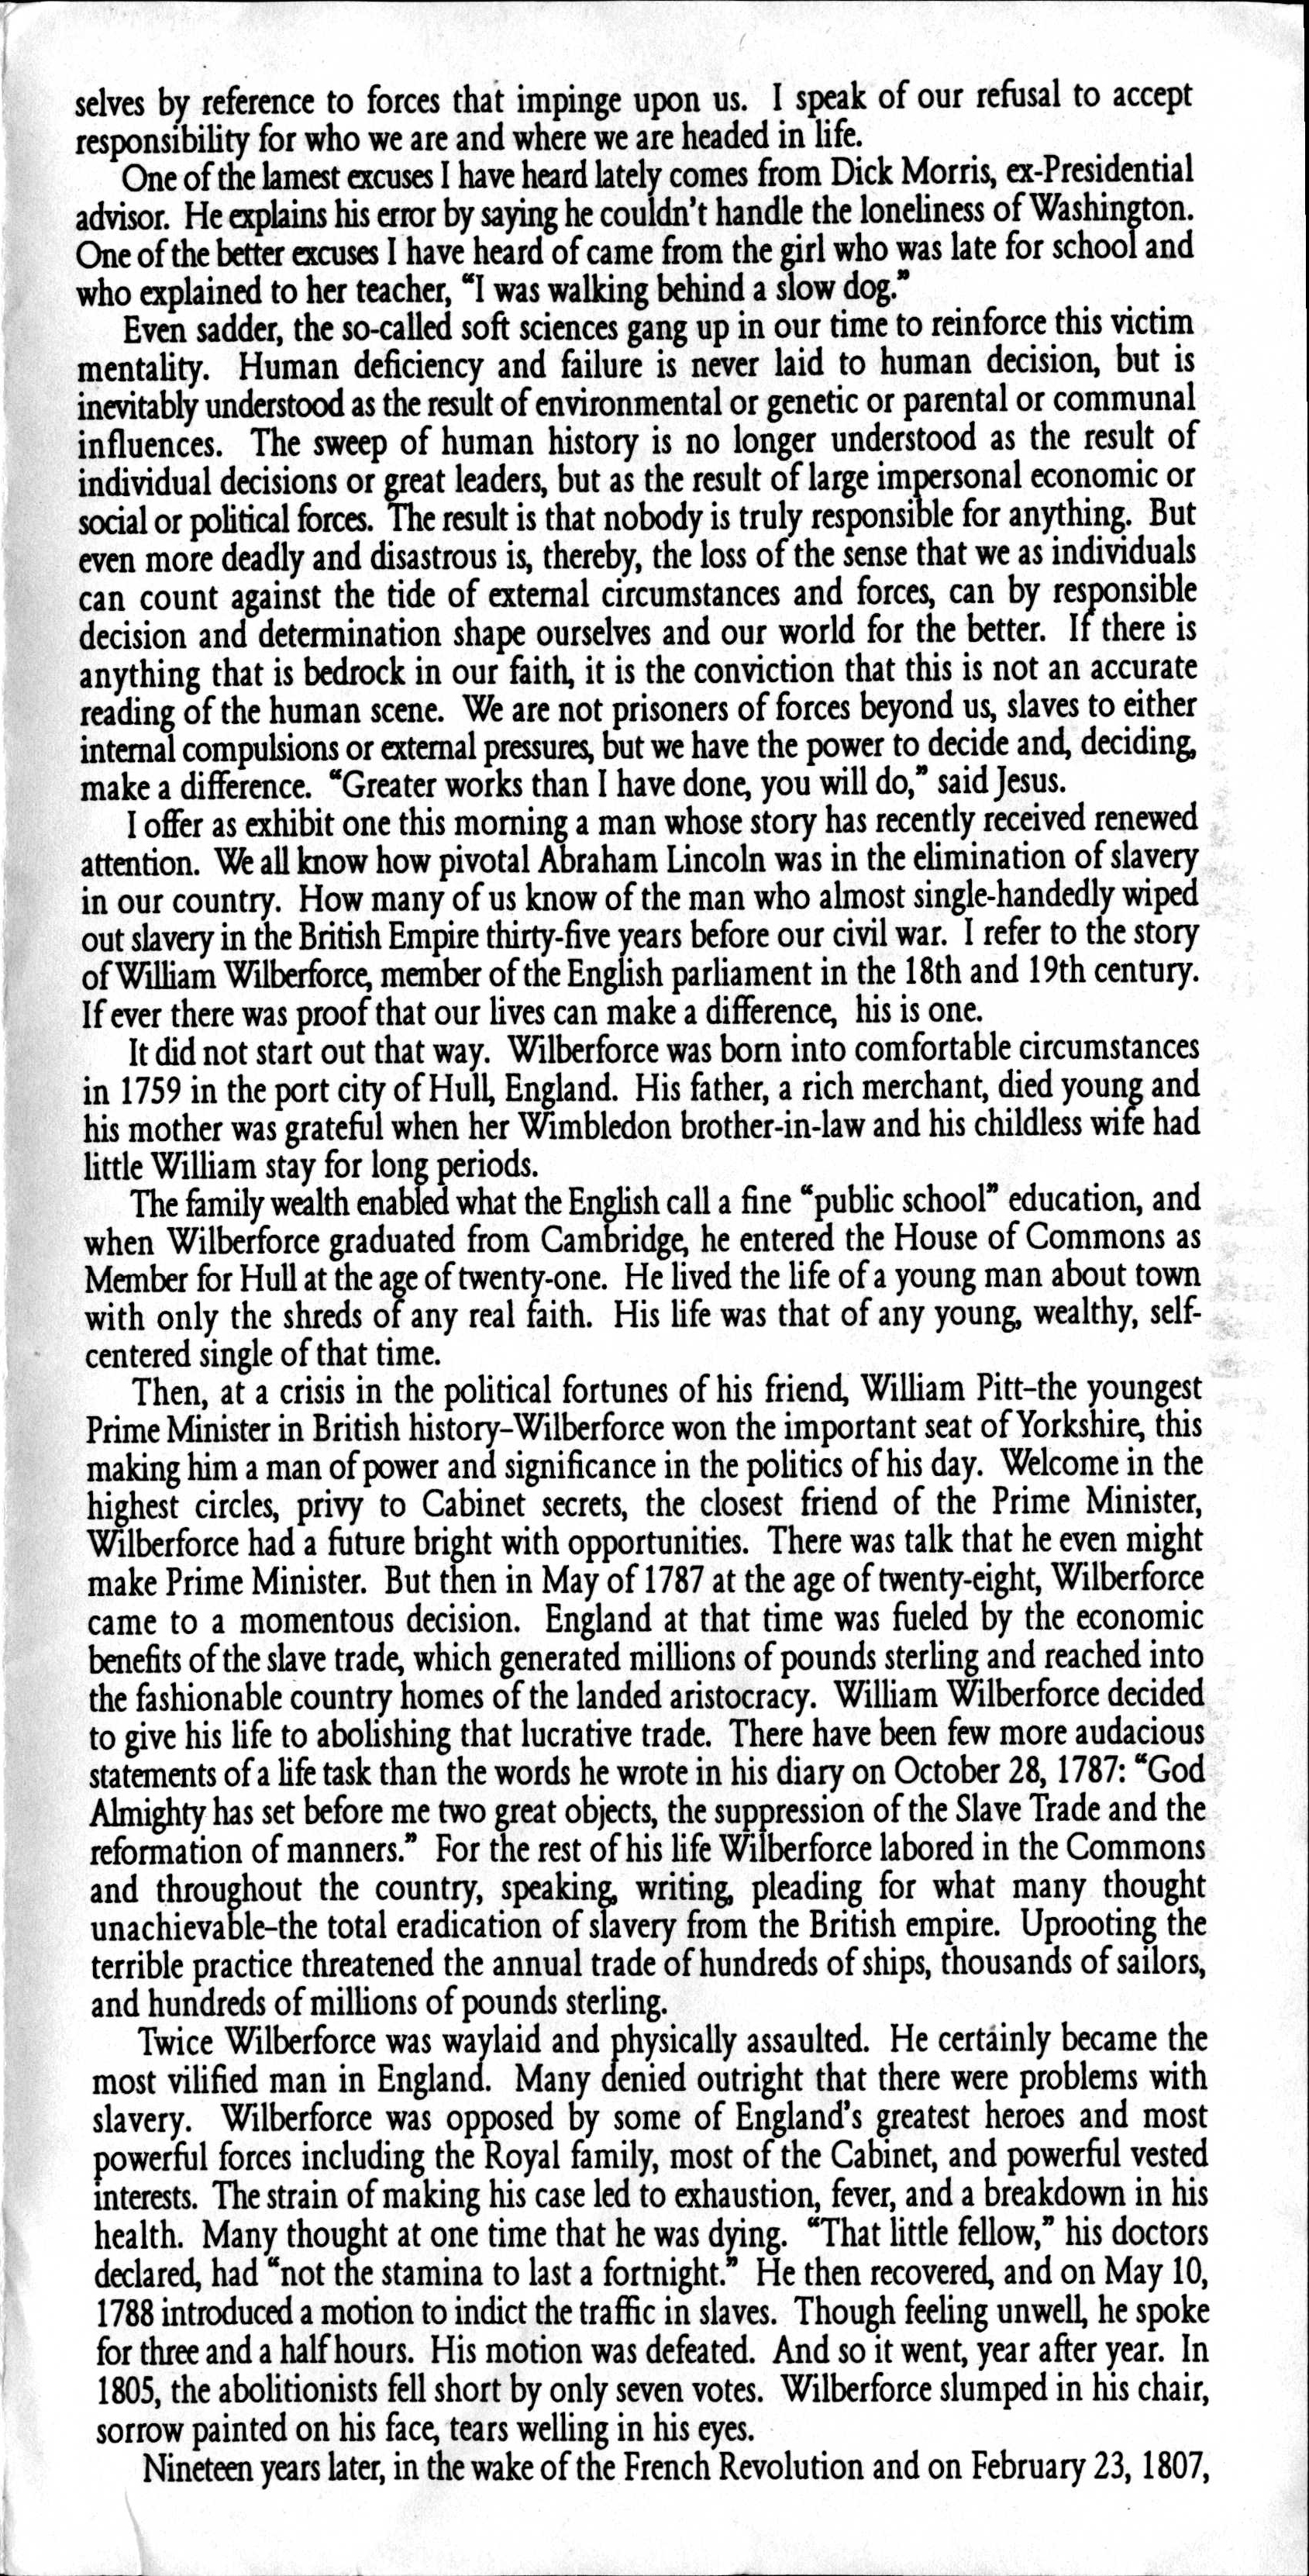 selves by reference to forces that impinge upon us. I speak of our refusal to accept
responsibility for who we are and where we are headed in life.
One of the lamest excuses I have heard lately comes from Dick Morris, ex-Presidential
advisor. He explains his error by saying he couldn't handle the loneliness of Washington.
One of the better excuses I have heard of came from the girl who was late for school and
who explained to her teacher, “I was walking behind a slow dog.”
Even sadder, the so-called soft sciences gang up in our time to reinforce this victim
mentality. Human deficiency and failure is never laid to human decision, but is
inevitably understood as the result of environmental or genetic or parental or communal
influences. The sweep of human history is no longer understood as the result of
individual decisions or great leaders, but as the result of large impersonal economic or
social or political forces. The result is that nobody is truly responsible for anything. But
even more deadly and disastrous is, thereby, the loss of the sense that we as individuals
can count against the tide of external circumstances and forces, can by responsible
decision and determination shape ourselves and our world for the better. If there is
anything that is bedrock in our faith, it is the conviction that this is not an accurate
reading of the human scene. We are not prisoners of forces beyond us, slaves to either
internal compulsions or external pressures, but we have the power to decide and, deciding,
make a difference. “Greater works than I have done, you will do,” said Jesus.
I offer as exhibit one this morning a man whose story has recently received renewed
attention. We all know how pivotal Abraham Lincoln was in the elimination of slavery
in our country. How many of us know of the man who almost single-handedly wiped
out slavery in the British Empire thirty-five years before our civil war. I refer to the story
of William Wilberforce, member of the English parliament in the 18th and 19th century.
If ever there was proof that our lives can make a difference, his is one.
It did not start out that way. Wilberforce was born into comfortable circumstances
in 1759 in the port city of Hull, England. His father, a rich merchant, died young and
his mother was grateful when her Wimbledon brother-in-law and his childless wife had
little William stay for long periods.
The family wealth enabled what the English call a fine “public school” education, and
when Wilberforce graduated from Cambridge, he entered the House of Commons as
Member for Hull at the age of twenty-one. He lived the life of a young man about town
with only the shreds of any real faith. His life was that of any young, wealthy, self-
centered single of that time.
Then, at a crisis in the political fortunes of his friend, William Pitt–the youngest
Prime Minister in British history–Wilberforce won the important seat of Yorkshire, this
making him a man of power and significance in the politics of his day. Welcome in the
highest circles, privy to Cabinet secrets, the closest friend of the Prime Minister,
Wilberforce had a future bright with opportunities. There was talk that he even might
make Prime Minister. But then in May of 1787 at the age of twenty-eight, Wilberforce
came to a momentous decision. England at that time was fueled by the economic
benefits of the slave trade, which generated millions of pounds sterling and reached into
the fashionable country homes of the landed aristocracy. William Wilberforce decided
to give his life to abolishing that lucrative trade. There have been few more audacious
statements of a life task than the words he wrote in his diary on October 28, 1787: “God
Almighty has set before me two great objects, the suppression of the Slave Trade and the
reformation of manners.” For the rest of his life Wilberforce labored in the Commons
and throughout the country, speaking, writing, pleading for what many thought
unachievable–the total eradication of slavery from the British empire. Uprooting the
terrible practice threatened the annual trade of hundreds of ships, thousands of sailors,
and hundreds of millions of pounds sterling.
Twice Wilberforce was waylaid and physically assaulted. He certainly became the
most vilified man in England. Many denied outright that there were problems with
slavery. Wilberforce was opposed by some of England's greatest heroes and most
powerful forces including the Royal family, most of the Cabinet, and powerful vested
interests. The strain of making his case led to exhaustion, fever, and a breakdown in his
health. Many thought at one time that he was dying. “That little fellow,” his doctors
declared, had “not the stamina to last a fortnight.” He then recovered, and on May 10,
1788 introduced a motion to indict the traffic in slaves. Though feeling unwell, he spoke
for three and a half hours. His motion was defeated. And so it went, year after year. In
1805, the abolitionists fell short by only seven votes. Wilberforce slumped in his chair,
sorrow painted on his face, tears welling in his eyes.
Nineteen years later, in the wake of the French Revolution and on February 23, 1807,